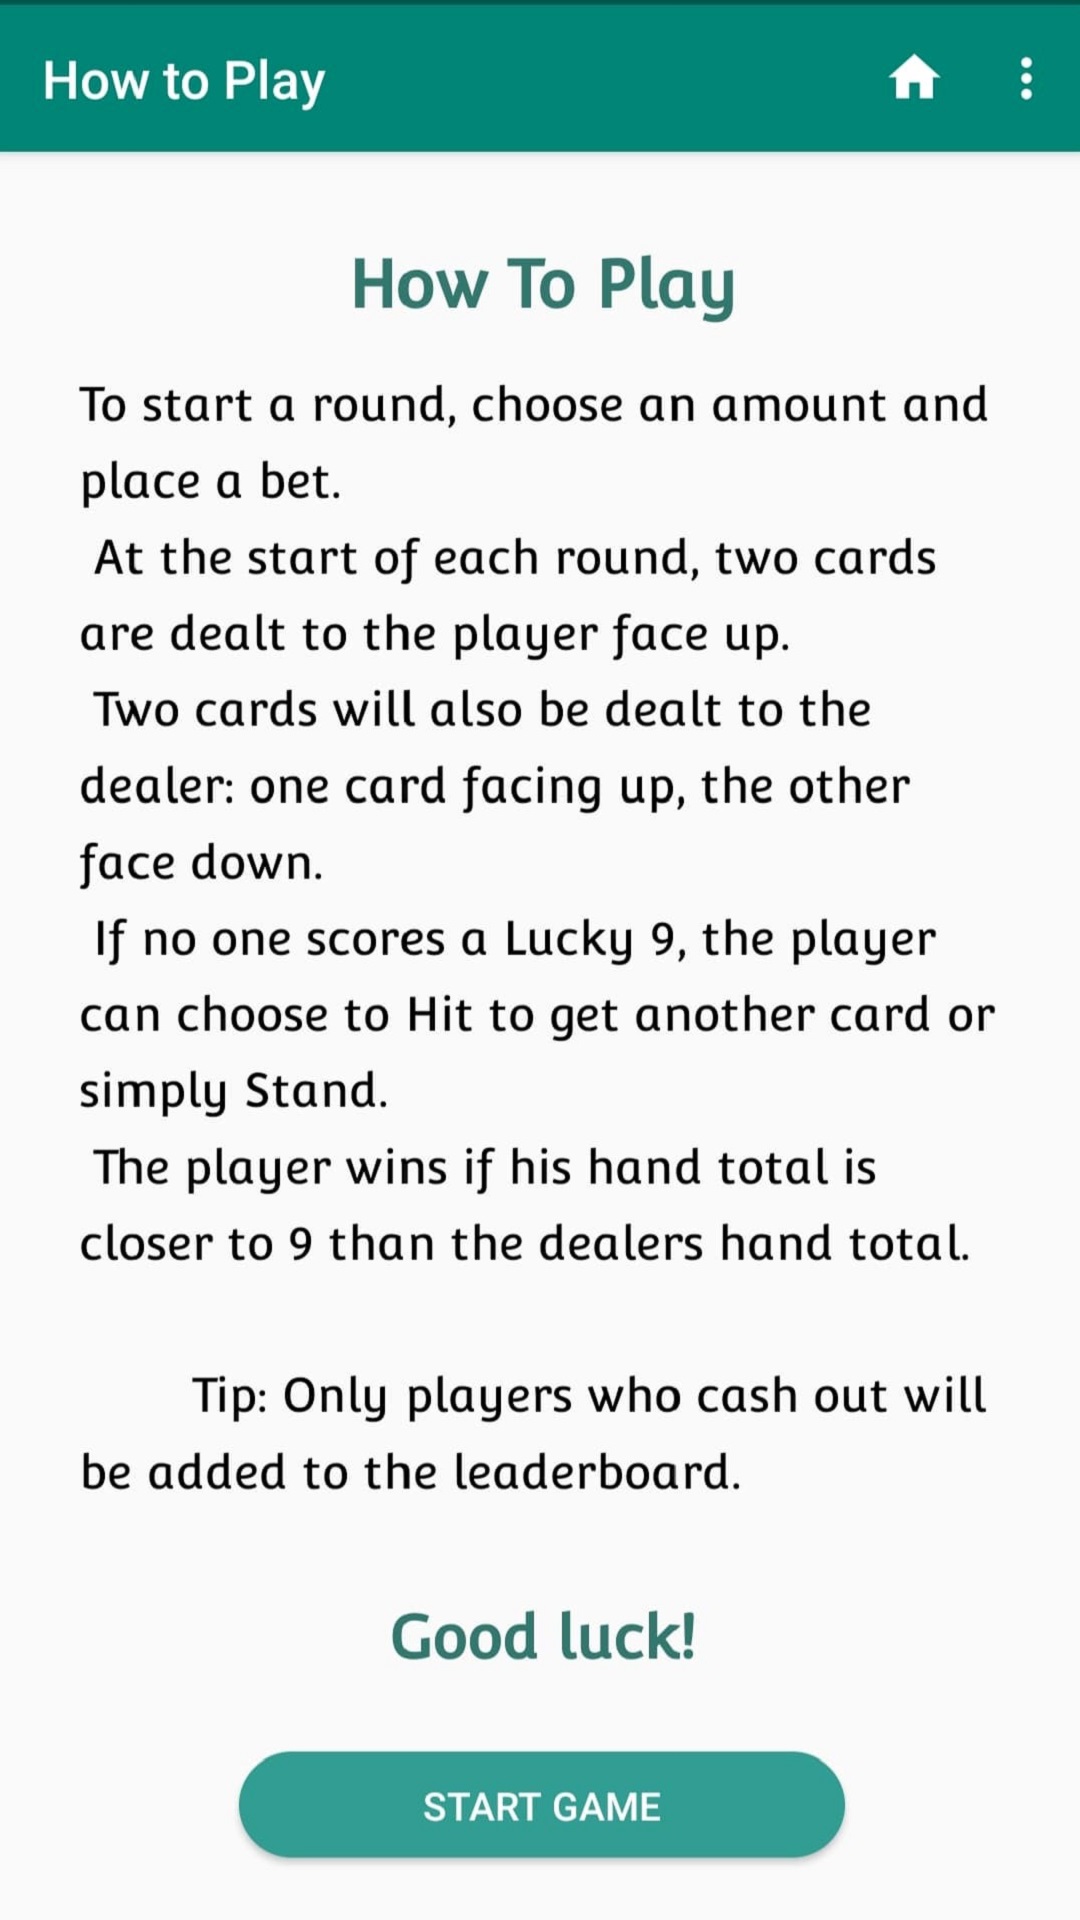 How to Play
How To Play
To start a round, choose an amount and
place a bet.
At the start of each round, two cards
are dealt to the player face up.
Two cards will also be dealt to the
dealer: one card facing up, the other
face down.
If no one scores a Lucky 9, the player
can choose to Hit to get another card or
simply Stand.
The player wins if his hand total is
closer to 9 than the dealers hand total.
Tip: Only players who cash out will
be added to the leaderboard.
Good luck!
START GAME